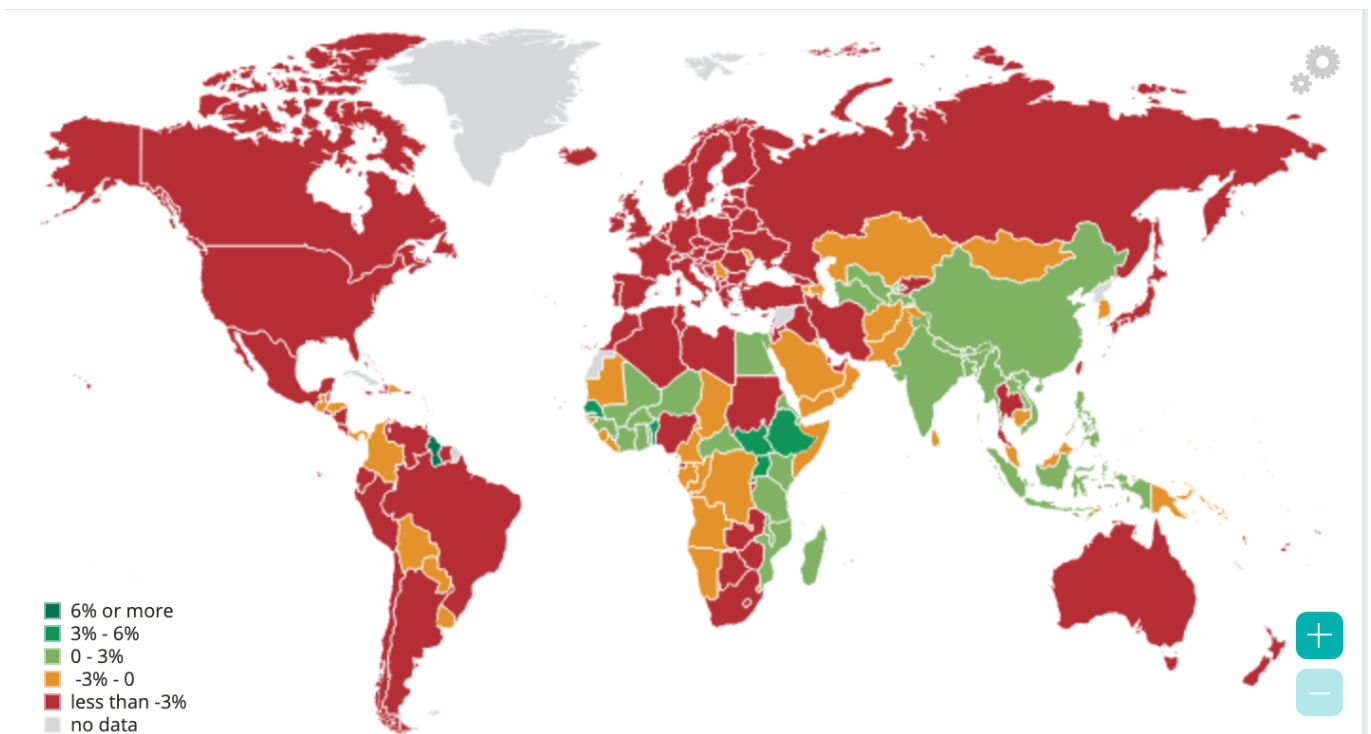 6% or more
3% - 6%
0 - 3%
-3% - 0
less than -3%
no data